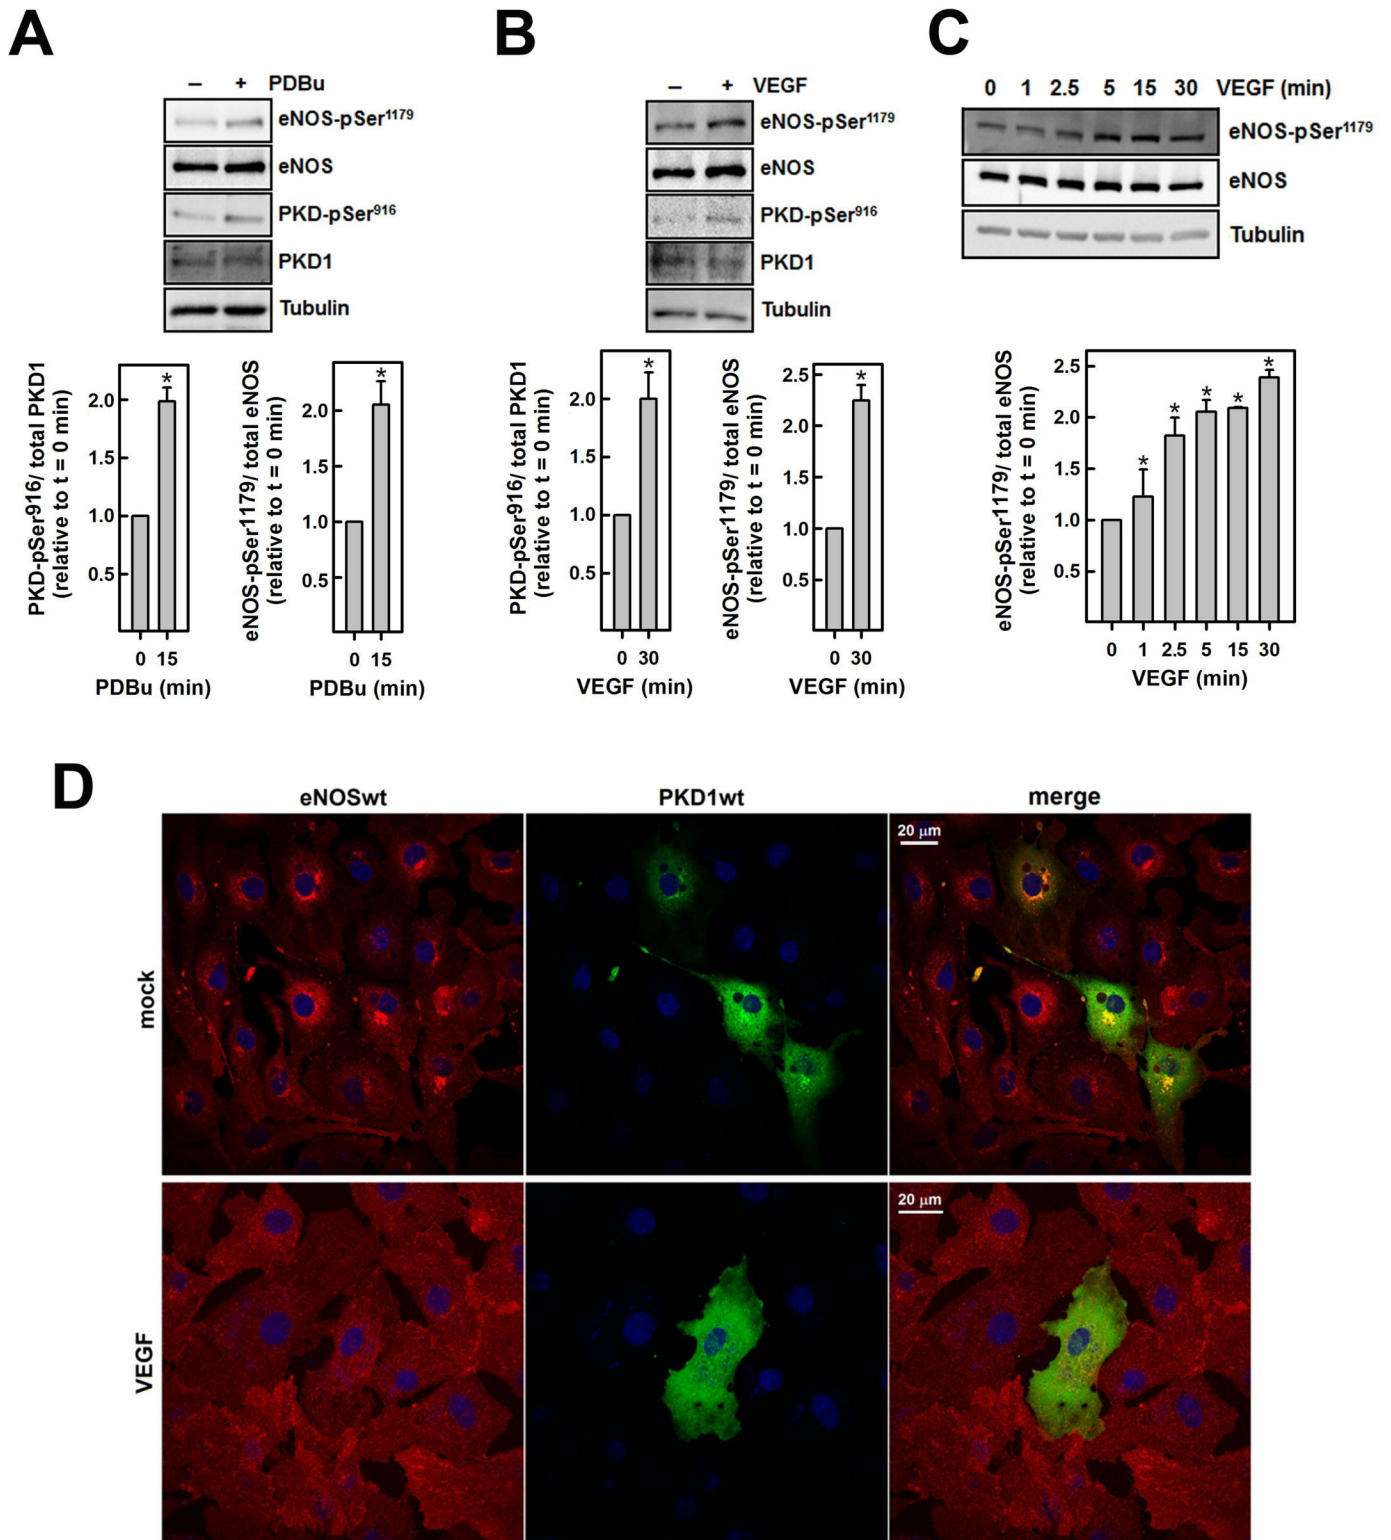 A
B
C
– + PDBu
eNOS-pSer1179
eNOS
PKD-pSer916
PKD1
Tubulin
– + VEGF
eNOS-pSer1179
eNOS
PKD-pSer916
PKD1
Tubulin
0 1 2.5 5 15 30 VEGF (min)
eNOS-pSer1179
eNOS
Tubulin
PKD-pSer916/ total PKD1
(relative to t = 0 min)
2.0
1.5
1.0
0.5
*
0 15
PDBu (min)
eNOS-pSer1179/ total eNOS
(relative to t = 0 min)
2.0
1.5
1.0
0.5
*
0 15
PDBu (min)
PKD-pSer916/ total PKD1
(relative to t = 0 min)
2.0
1.5
1.0
0.5
*
0 30
VEGF (min)
eNOS-pSer1179/ total eNOS
(relative to t = 0 min)
2.5
2.0
1.5
1.0
0.5
*
0 30
VEGF (min)
eNOS-pSer1179/ total eNOS
(relative to t = 0 min)
2.5
2.0
1.5
1.0
0.5
* * * * *
0 1 2.5 5 15 30
VEGF (min)
D
eNOSwt PKD1wt merge
mock
20 µm
VEGF
20 µm